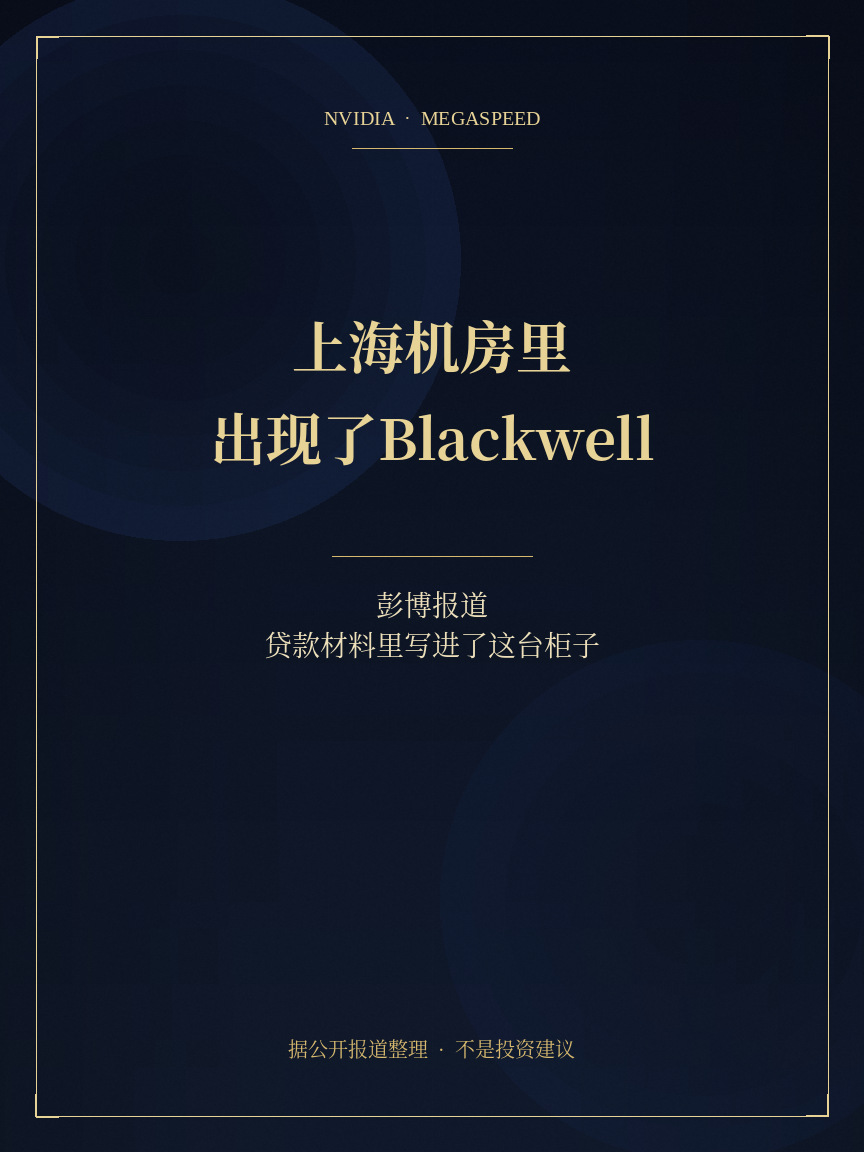 NVIDIA · MEGASPEED
上海机房里
出现了Blackwell
彭博报道
贷款材料里写进了这台柜子
据公开报道整理 · 不是投资建议